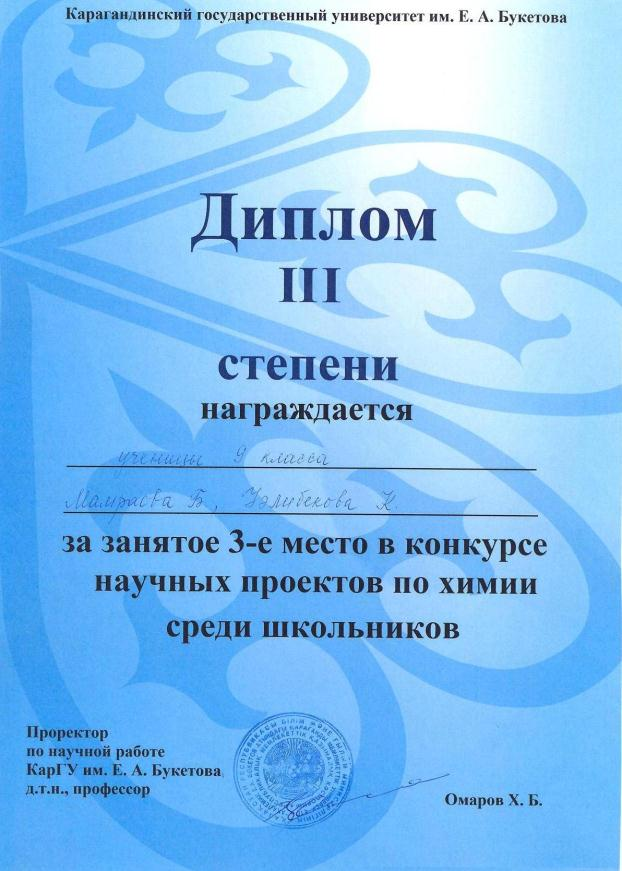 Карагандинский государственный университет им. Е. А. Букетова
Диплом
III
степени
награждается
ученицы 9 класса
Б., К.
за занятое 3-е место в конкурсе
научных проектов по химии
среди школьников
Проректор
по научной работе
КарГУ им. Е. А. Букетова
д.т.н., профессор
Омаров Х. Б.